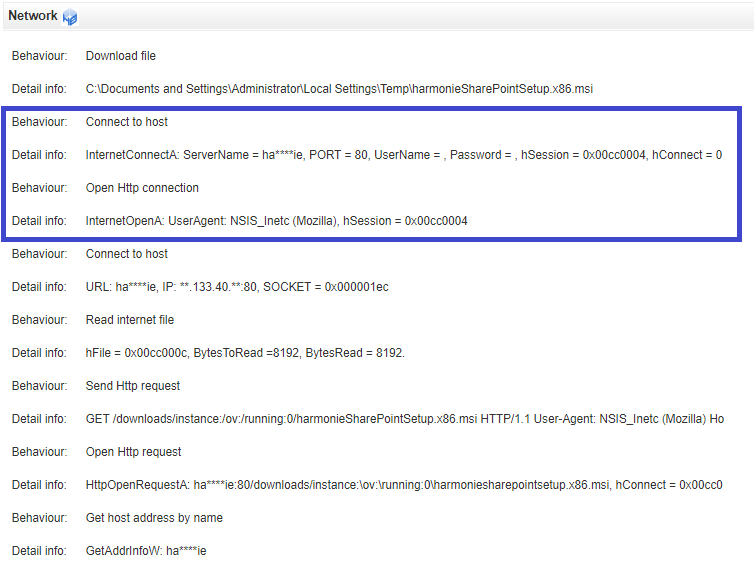 Network
Behaviour: Download file
Detail info: C:\Documents and Settings\Administrator\Local Settings\Temp\harmonieSharePointSetup.x86.msi
Behaviour: Connect to host
Detail info: InternetConnectA: ServerName = ha****ie, PORT = 80, UserName = , Password = , hSession = 0x00cc0004, hConnect = 0
Behaviour: Open Http connection
Detail info: InternetOpenA: UserAgent: NSIS_Inetc (Mozilla), hSession = 0x00cc0004
Behaviour: Connect to host
Detail info: URL: ha****ie, IP: **.133.40.**:80, SOCKET = 0x000001ec
Behaviour: Read internet file
Detail info: hFile = 0x00cc000c, BytesToRead =8192, BytesRead = 8192.
Behaviour: Send Http request
Detail info: GET /downloads/instance:/ov:/running:0/harmonieSharePointSetup.x86.msi HTTP/1.1 User-Agent: NSIS_Inetc (Mozilla) Ho
Behaviour: Open Http request
Detail info: HttpOpenRequestA: ha****ie:80/downloads/instance:\ov:\running:0\harmoniesharepointsetup.x86.msi, hConnect = 0x00cc0
Behaviour: Get host address by name
Detail info: GetAddrInfoW: ha****ie